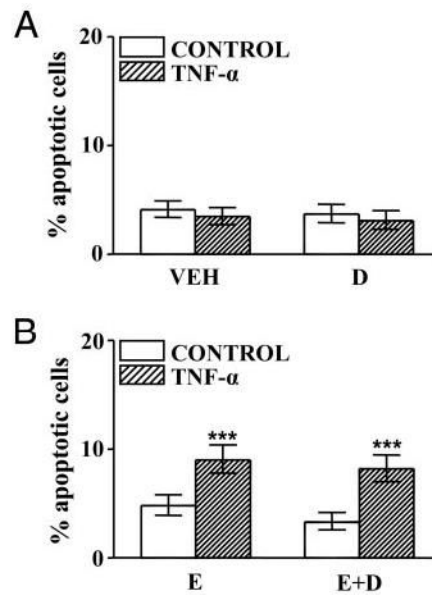 A
% apoptotic cells
20
10
0
CONTROL
TNF-α
VEH
D
B
% apoptotic cells
20
10
0
CONTROL
TNF-α
***
***
E
E+D